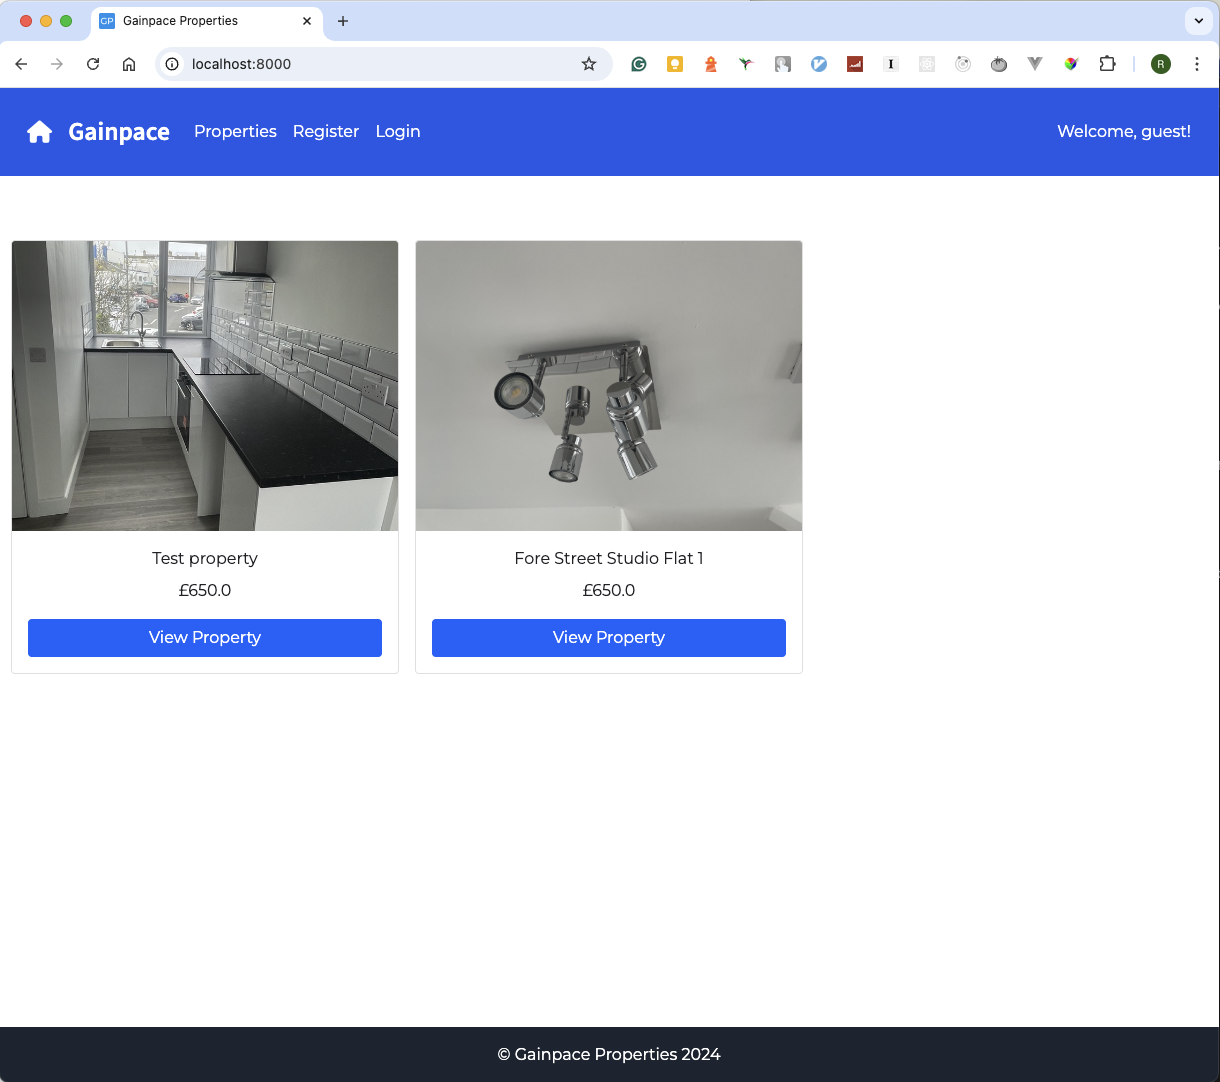 GP Gainpace Properties
localhost:8000
R
Gainpace Properties Register Login Welcome, guest!
Test property
£650.0
View Property
Fore Street Studio Flat 1
£650.0
View Property
© Gainpace Properties 2024